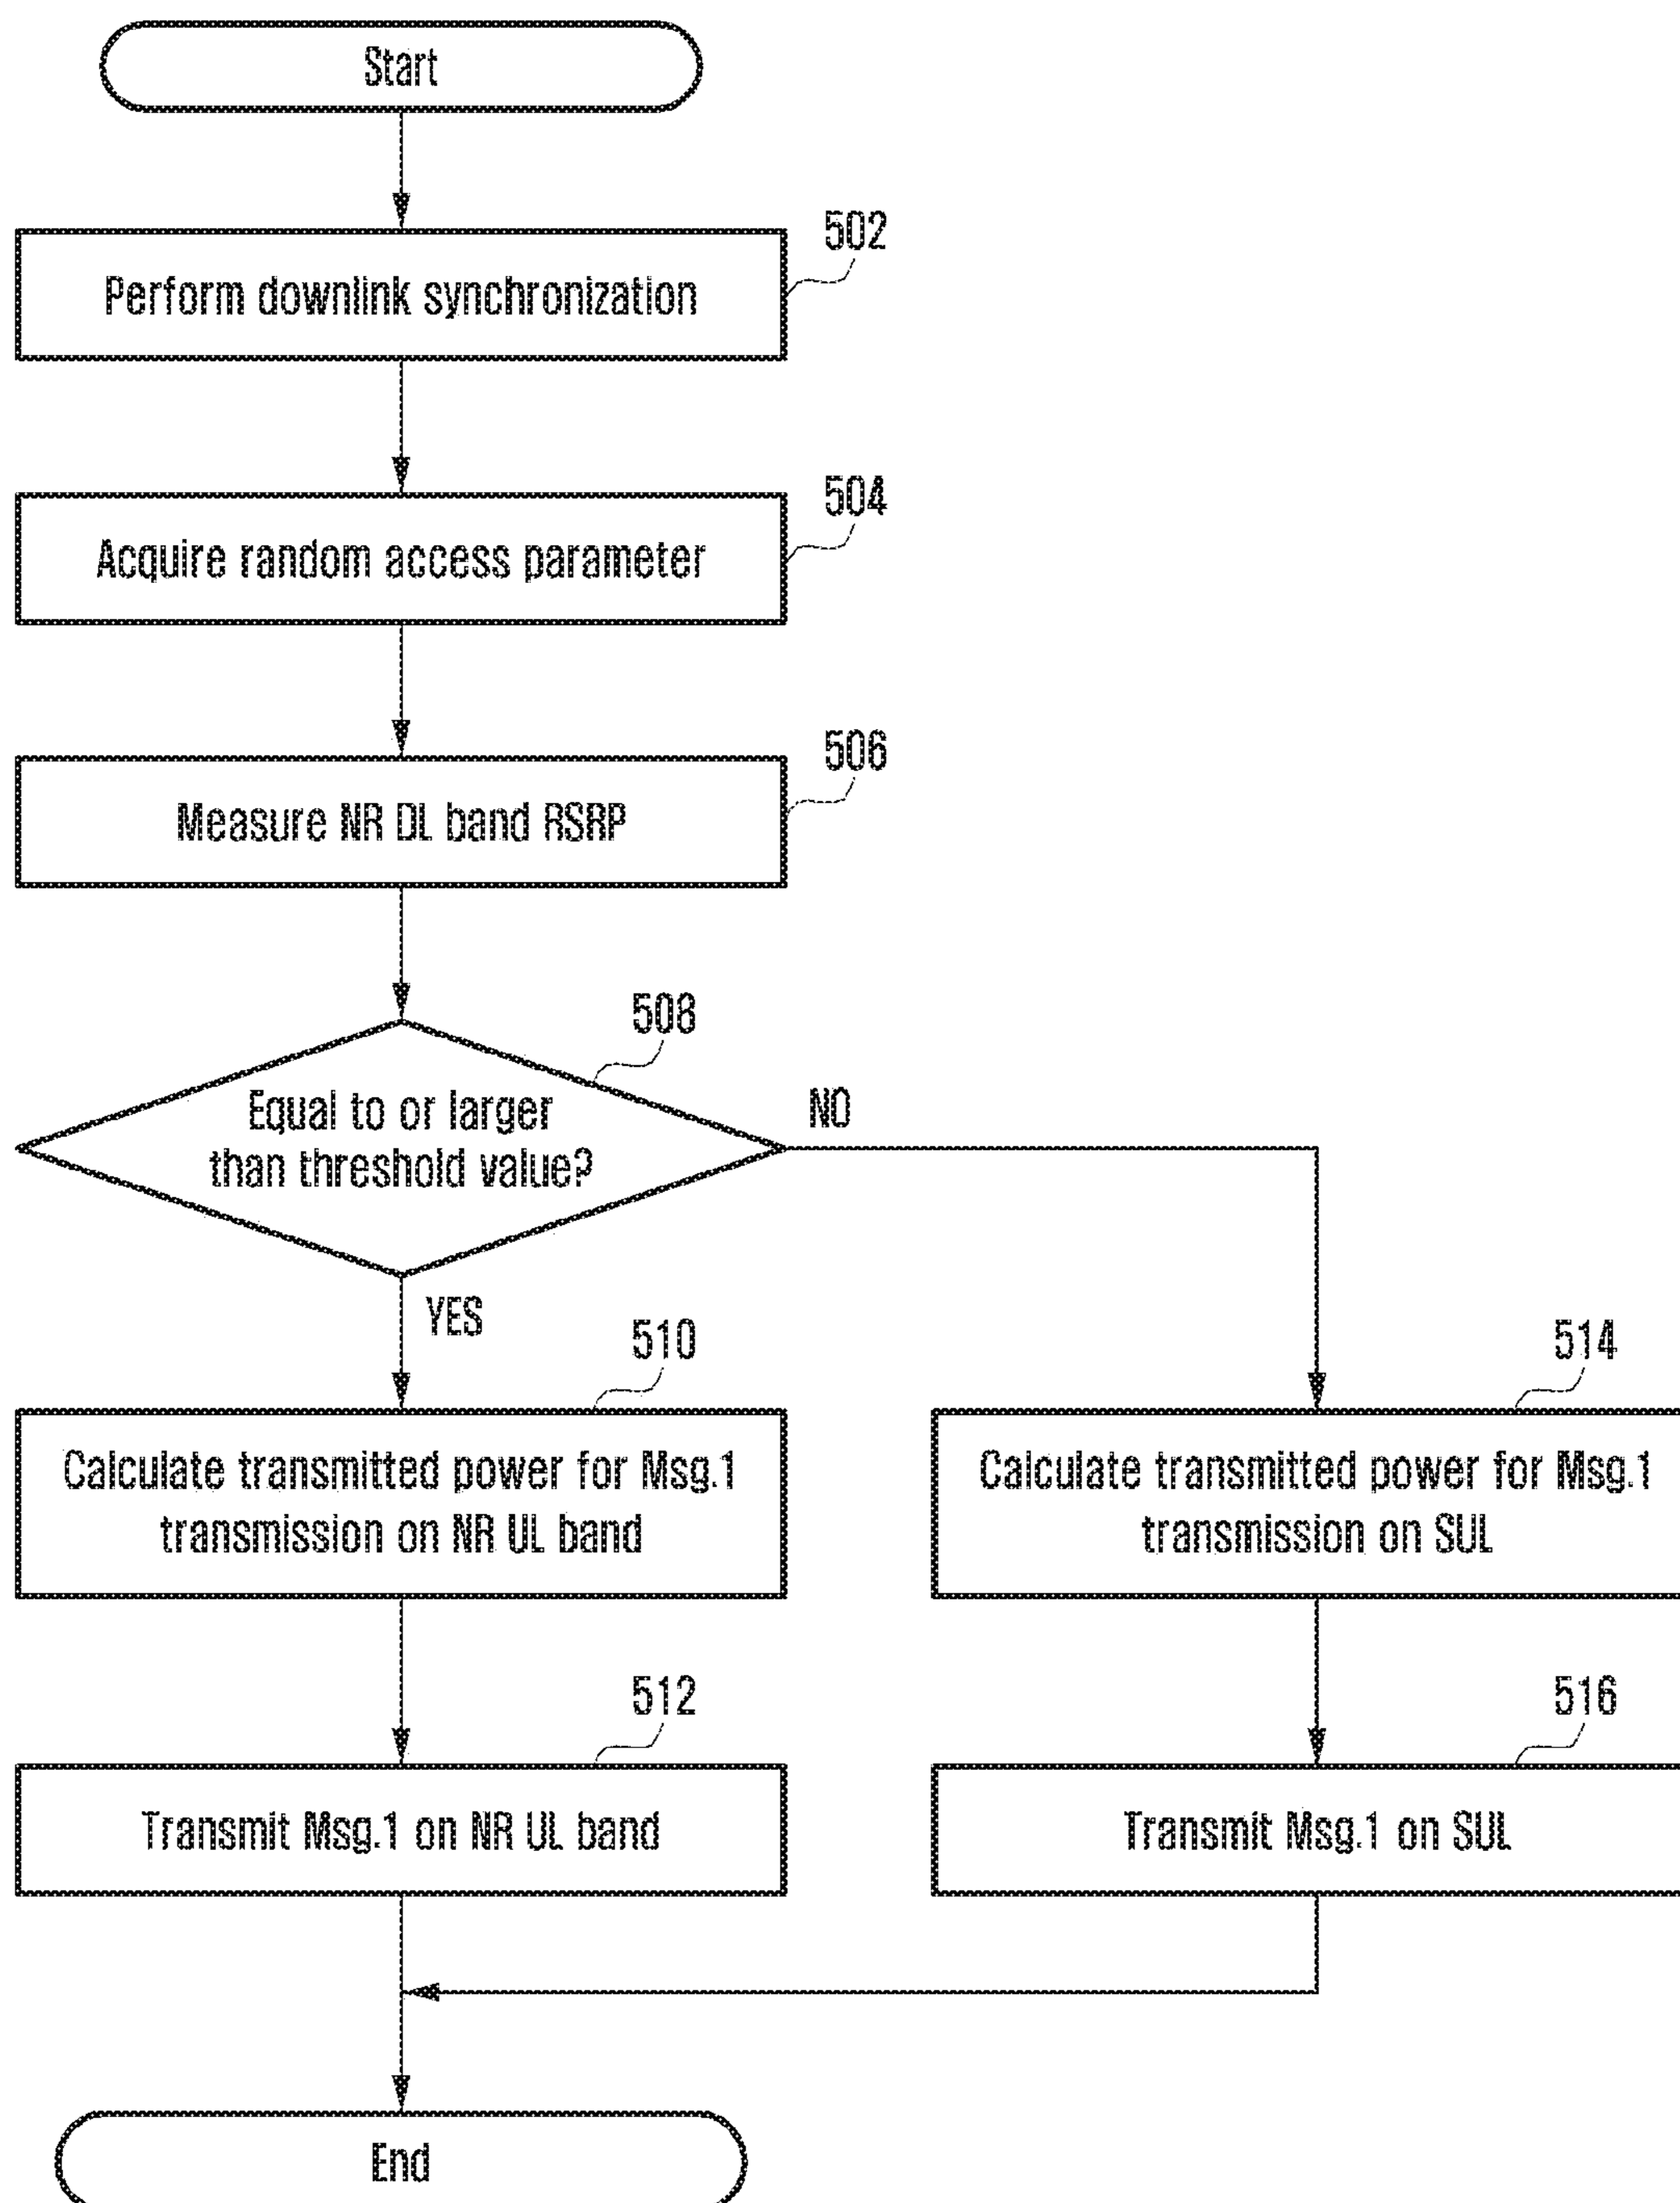 Start
502
Perform downlink synchronization
504
Acquire random access parameter
506
Measure NR DL band RSRP
508
Equal to or larger
than threshold value?
NO
YES
510
Calculate transmitted power for Msg.1
transmission on NR UL band
514
Calculate transmitted power for Msg.1
transmission on SUL
512
Transmit Msg.1 on NR UL band
516
Transmit Msg.1 on SUL
End